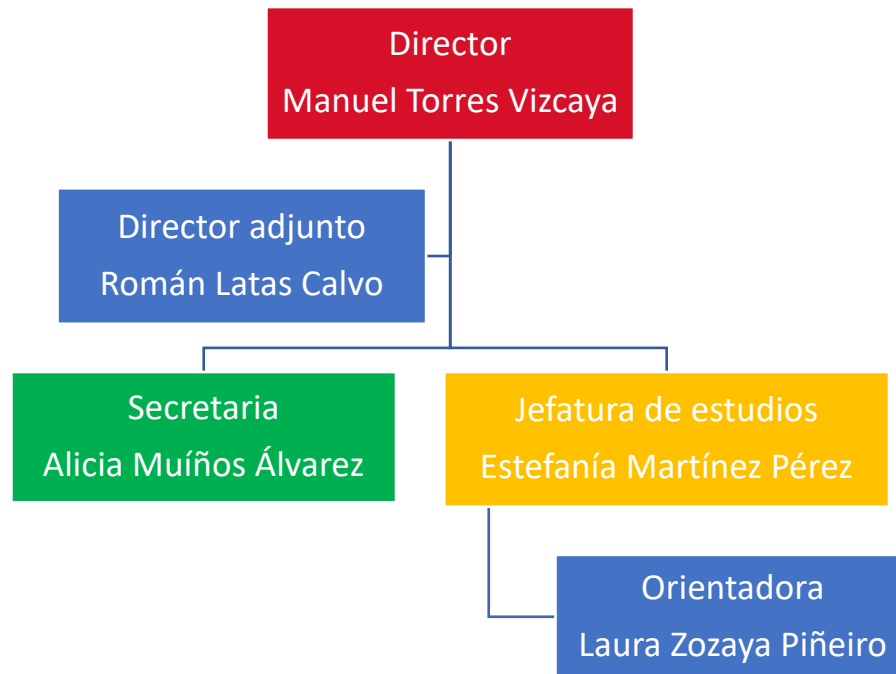 Director
Manuel Torres Vizcaya
Director adjunto
Román Latas Calvo
Secretaria
Alicia Muíños Álvarez
Jefatura de estudios
Estefanía Martínez Pérez
Orientadora
Laura Zozaya Piñeiro